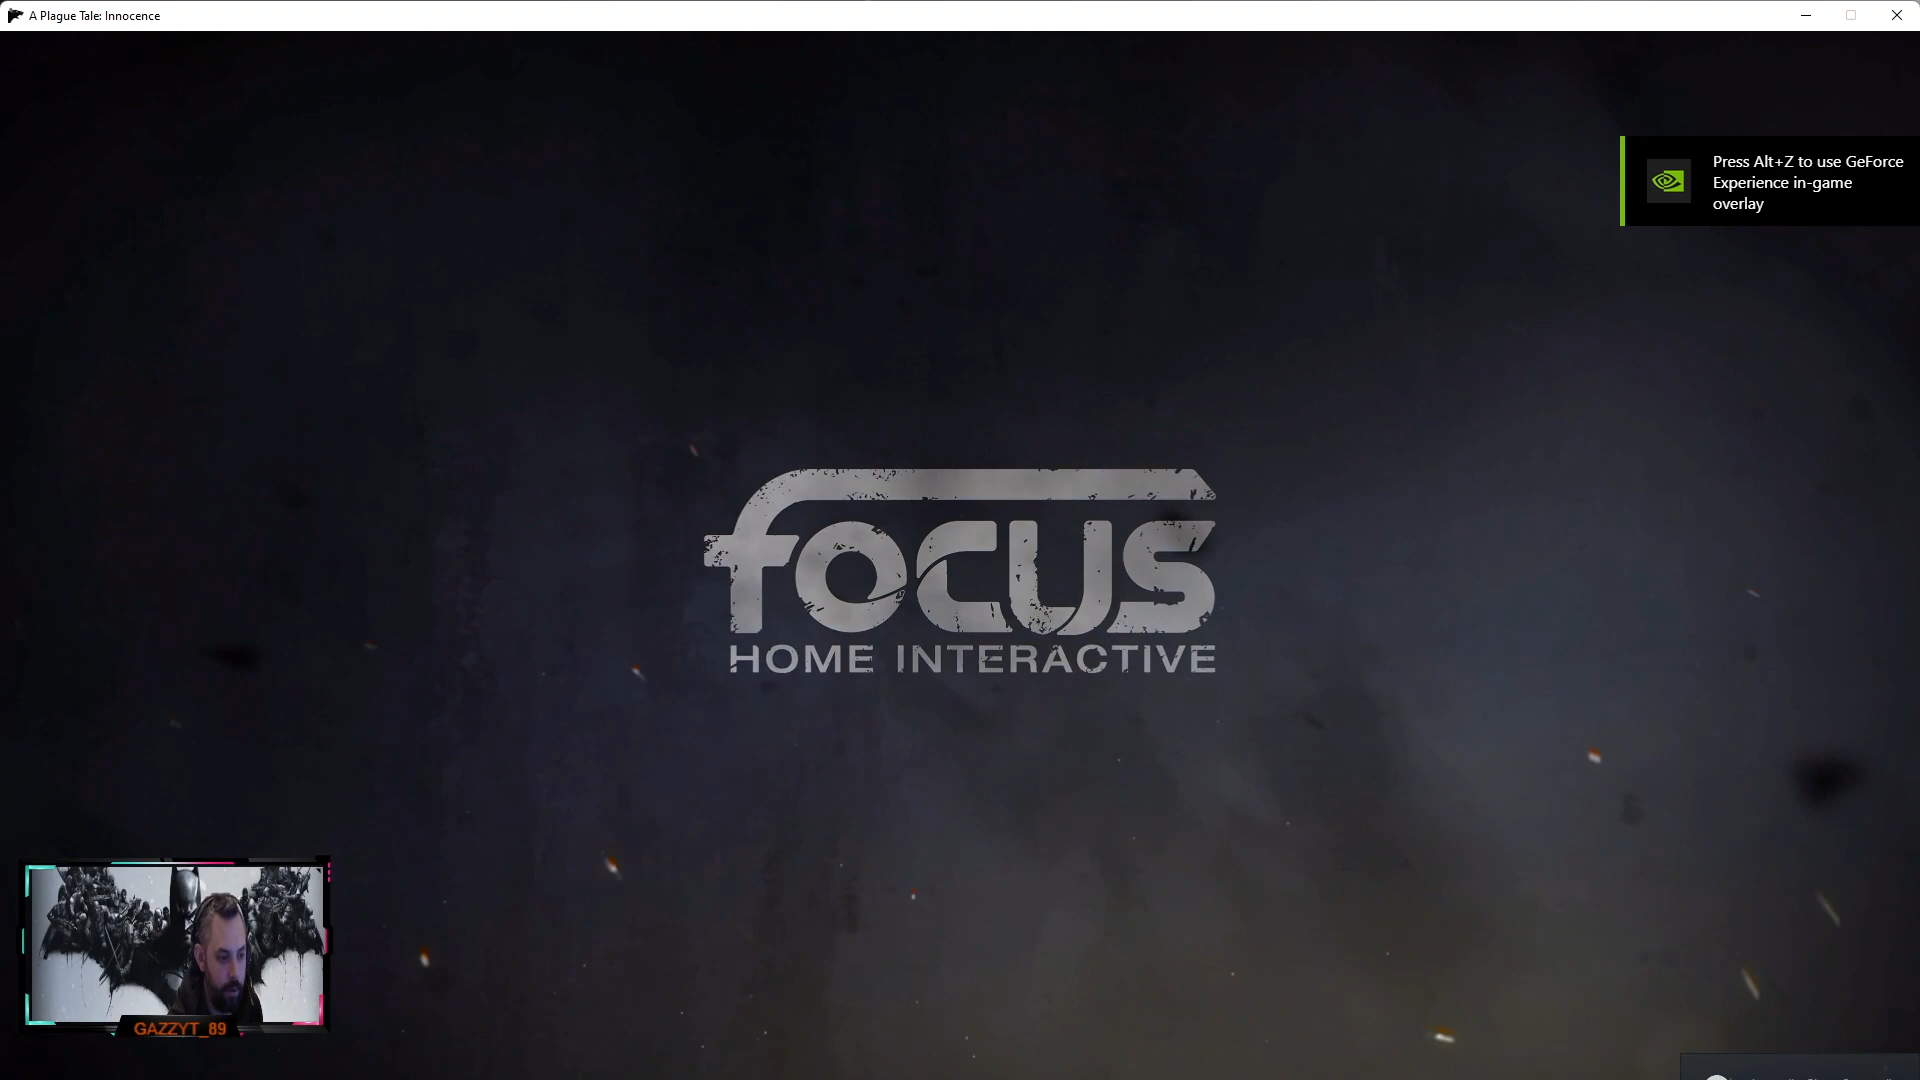 A Plague Tale: Innocence
Press Alt+Z to use GeForce
Experience in-game
overlay
focus
HOME INTERACTIVE
GAZZYT_89